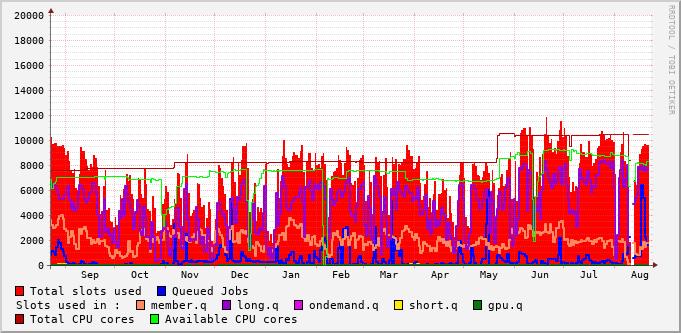 20000
18000
16000
14000
12000
10000
8000
6000
4000
2000
0
Sep Oct Nov Dec Jan Feb Mar Apr May Jun Jul Aug
Total slots used Queued Jobs
Slots used in : member.q long.q ondemand.q short.q gpu.q
Total CPU cores Available CPU cores
RRDTOOL / TOBI OETIKER